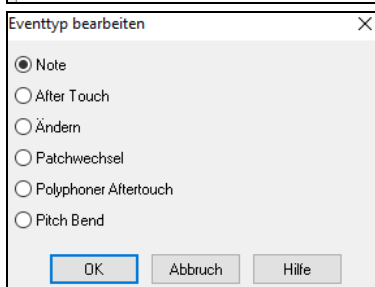 Eventtyp bearbeiten
Note
After Touch
Ändern
Patchwechsel
Polyphoner Aftertouch
Pitch Bend
OK Abbruch Hilfe